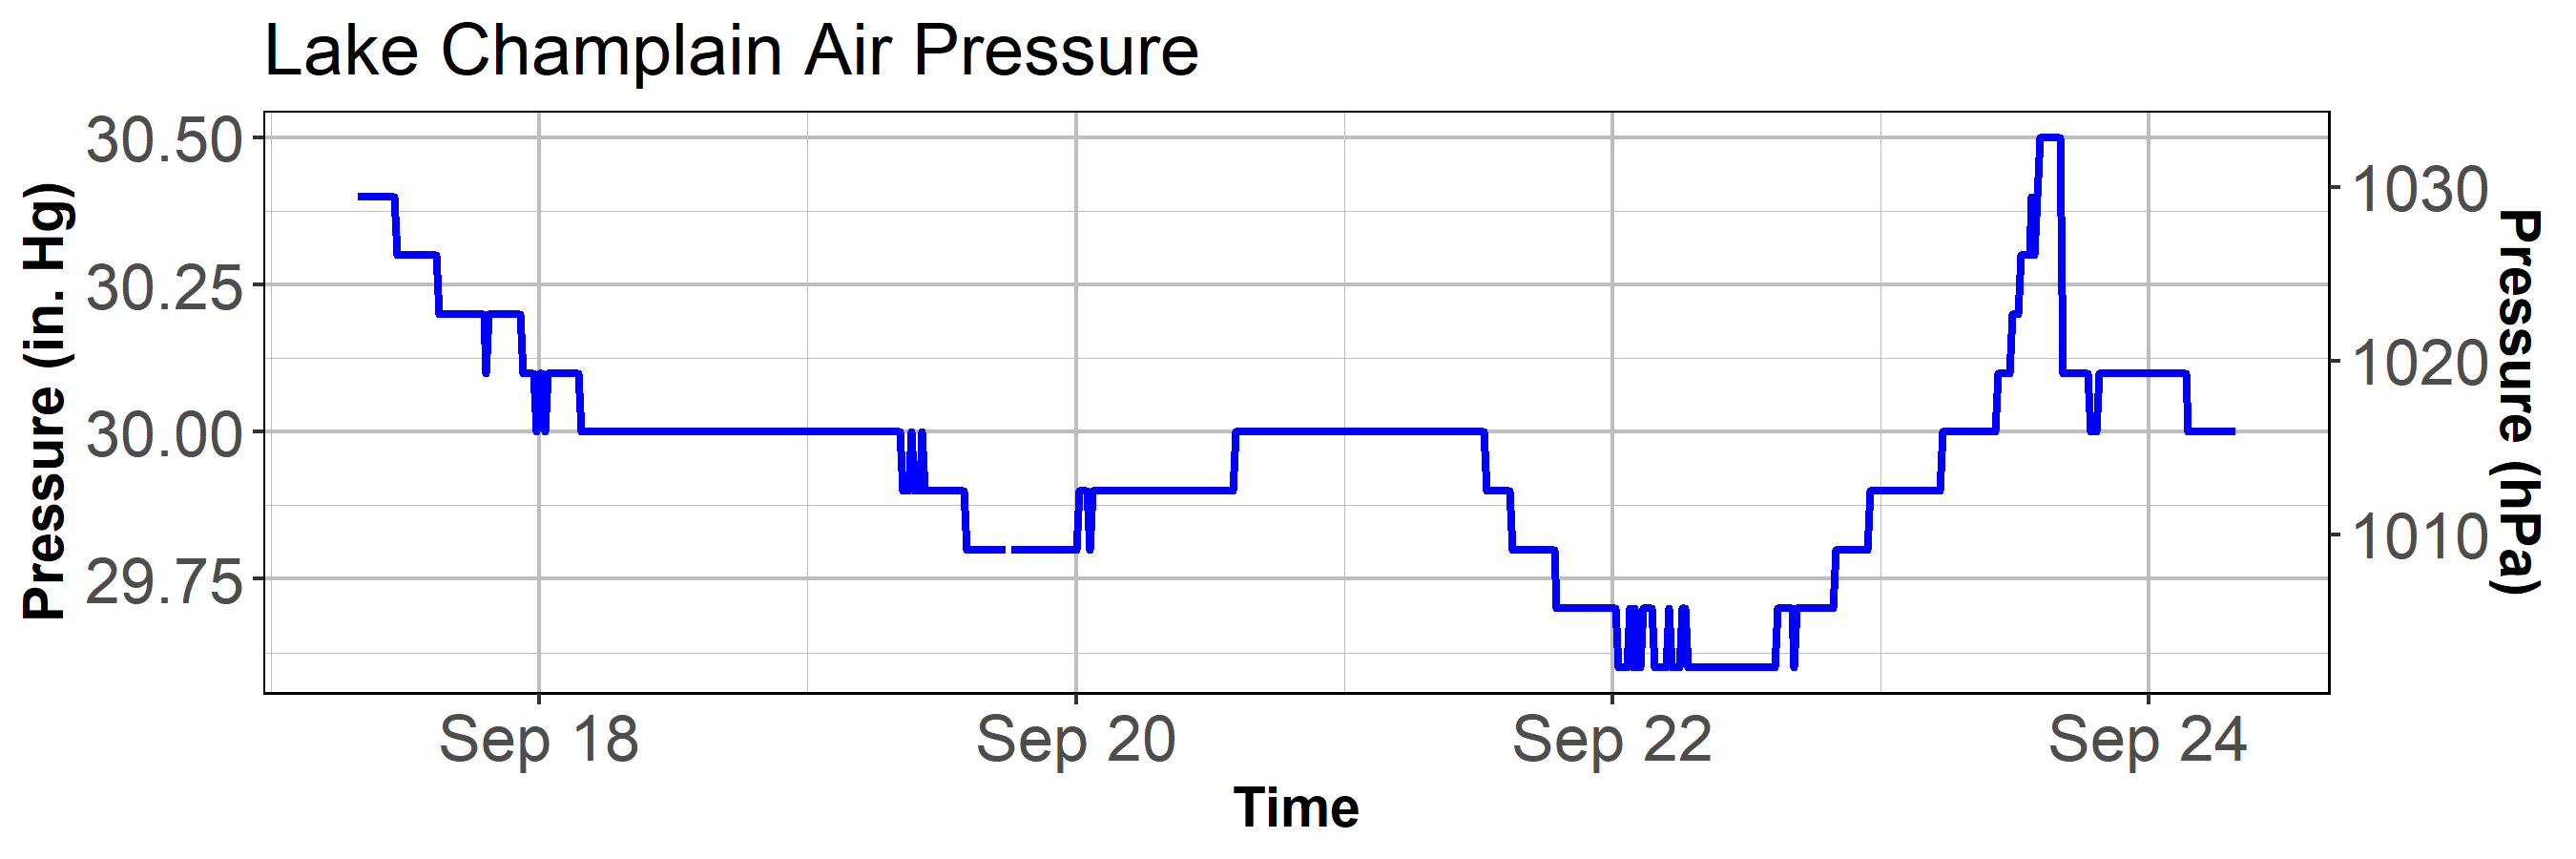 Lake Champlain Air Pressure
30.50
30.25
30.00
29.75
Pressure (in. Hg)
1030
1020
1010
Pressure (hPa)
Sep 18
Sep 20
Sep 22
Sep 24
Time